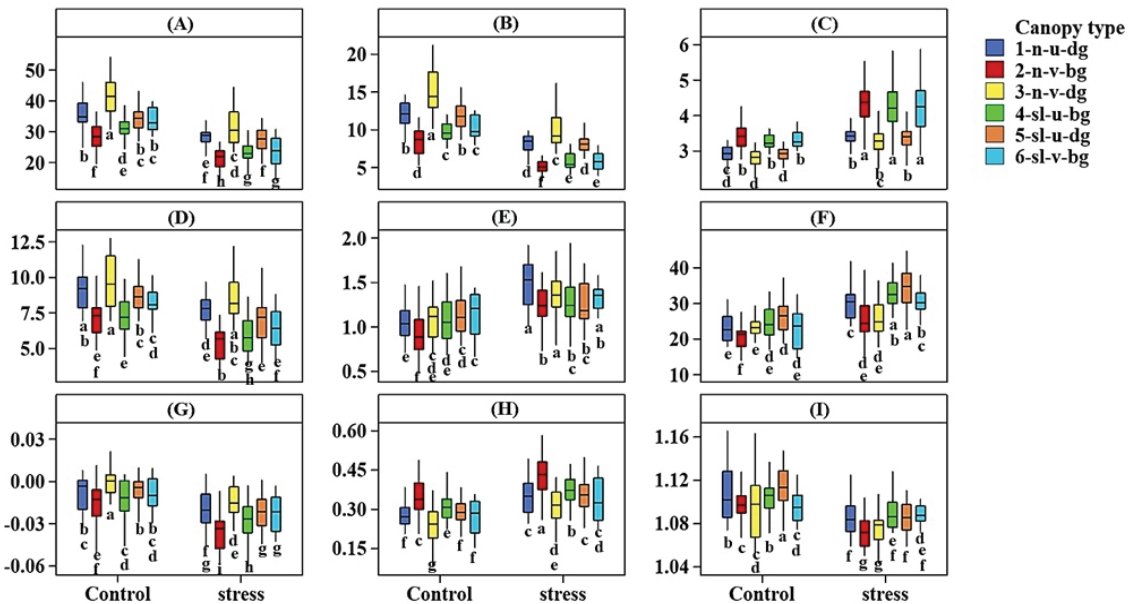 (A)
50
40
30
20
b
f
a
d
e
b
c
b
c
e
f
h
c
d
g
f
g
(B)
20
15
10
5
b
d
a
c
b
c
d
f
c
e
d
e
(C)
6
5
4
3
c
d
b
d
b
d
b
b
a
b
c
a
b
a
Canopy type
1-n-u-dg
2-n-v-bg
3-n-v-dg
4-sl-u-bg
5-sl-u-dg
6-sl-v-bg
(D)
12.5
10.0
7.5
5.0
a
b
e
f
a
e
b
c
c
d
d
e
b
a
b
c
g
h
e
e
f
(E)
2.0
1.5
1.0
0.5
e
f
c
d
e
d
e
c
d
c
a
b
a
b
c
b
c
a
b
(F)
40
30
20
10
e
f
e
d
e
d
d
e
c
d
e
d
e
a
b
a
b
c
(G)
0.03
0.00
-0.03
-0.06
b
c
e
f
a
c
d
b
c
b
c
f
g
i
d
e
h
g
g
(H)
0.60
0.45
0.30
0.15
f
c
g
e
f
f
c
a
d
e
b
c
c
d
(I)
1.16
1.12
1.08
1.04
b
c
c
d
b
a
c
d
f
g
g
e
f
f
d
e
f
Control
stress
Control
stress
Control
stress